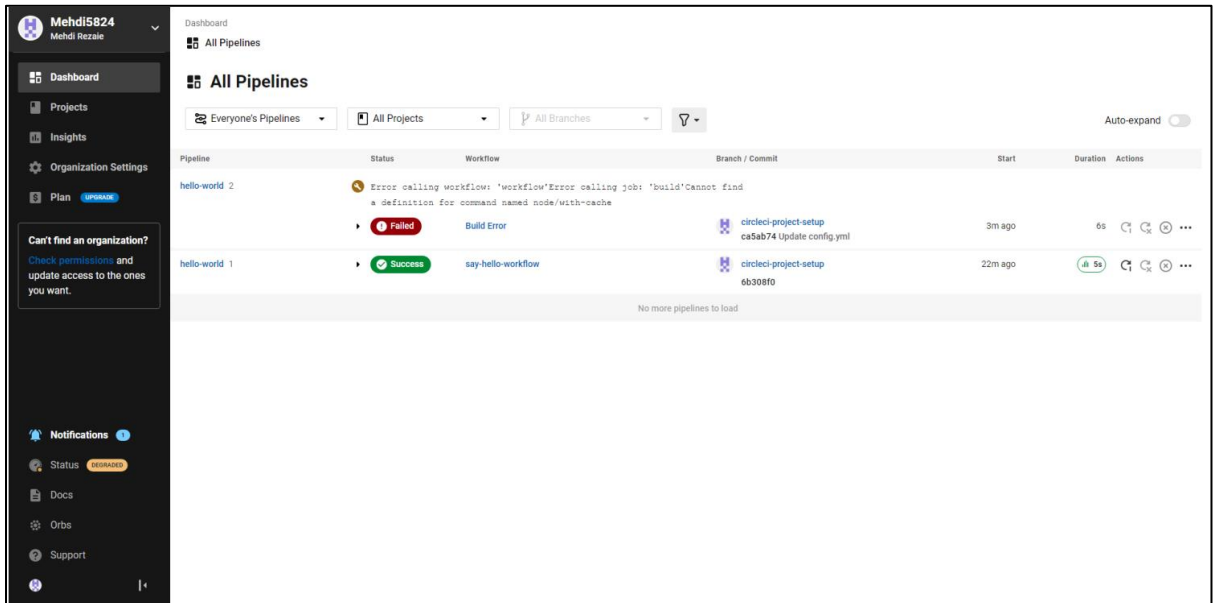 Mehdi5824
Mehdi Rezaie
Dashboard
Projects
Insights
Organization Settings
Plan UPGRADE
Can't find an organization?
Check permissions and
update access to the ones
you want.
Notifications 1
Status DEGRADED
Docs
Orbs
Support
Dashboard
All Pipelines
All Pipelines
Everyone's Pipelines All Projects All Branches Auto-expand
Pipeline Status Workflow Branch / Commit Start Duration Actions
hello-world 2 Error calling workflow: 'workflow'Error calling job: 'build'Cannot find
a definition for command named node/with-cache
Failed Build Error circleci-project-setup 3m ago 6s
ca5ab74 Update config.yml
hello-world 1 Success say-hello-workflow circleci-project-setup 22m ago 5s
6b308f0
No more pipelines to load